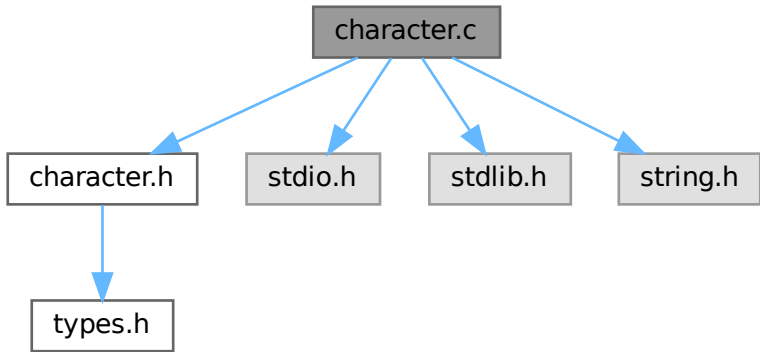 character.c
character.h
stdio.h
stdlib.h
string.h
types.h